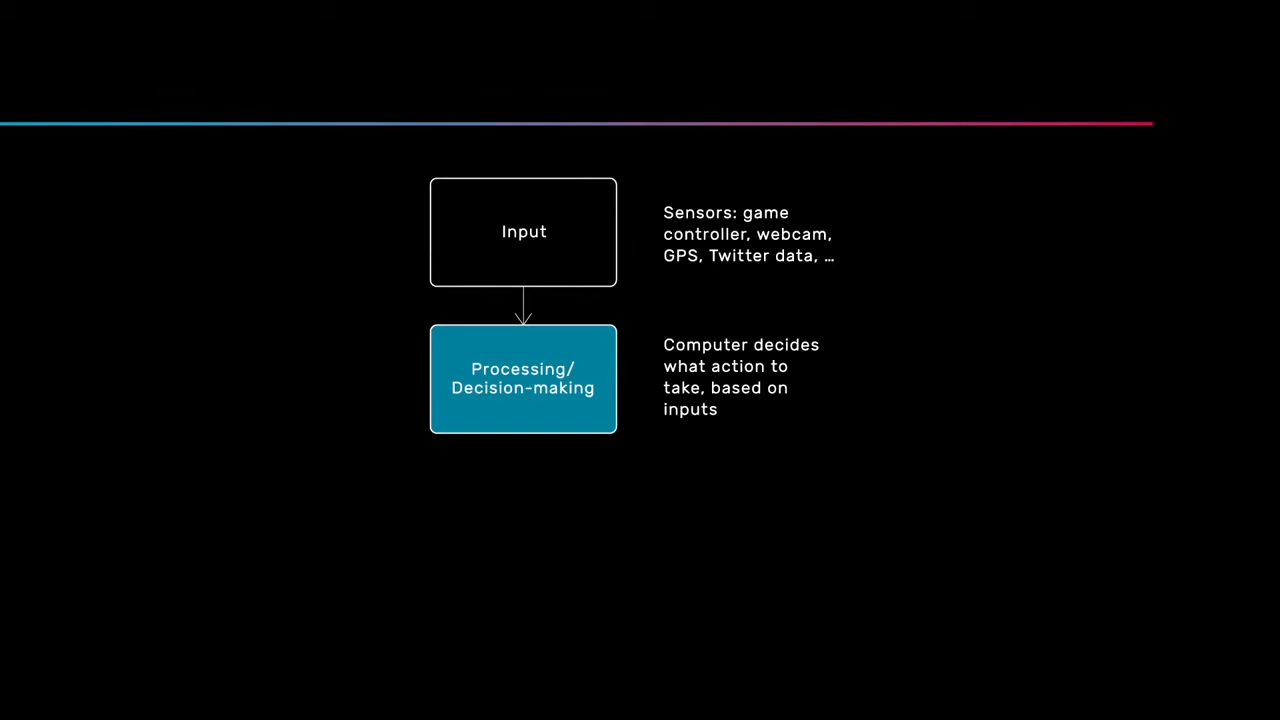 Input
Sensors: game
controller, webcam,
GPS, Twitter data, …
Processing/
Decision-making
Computer decides
what action to
take, based on
inputs